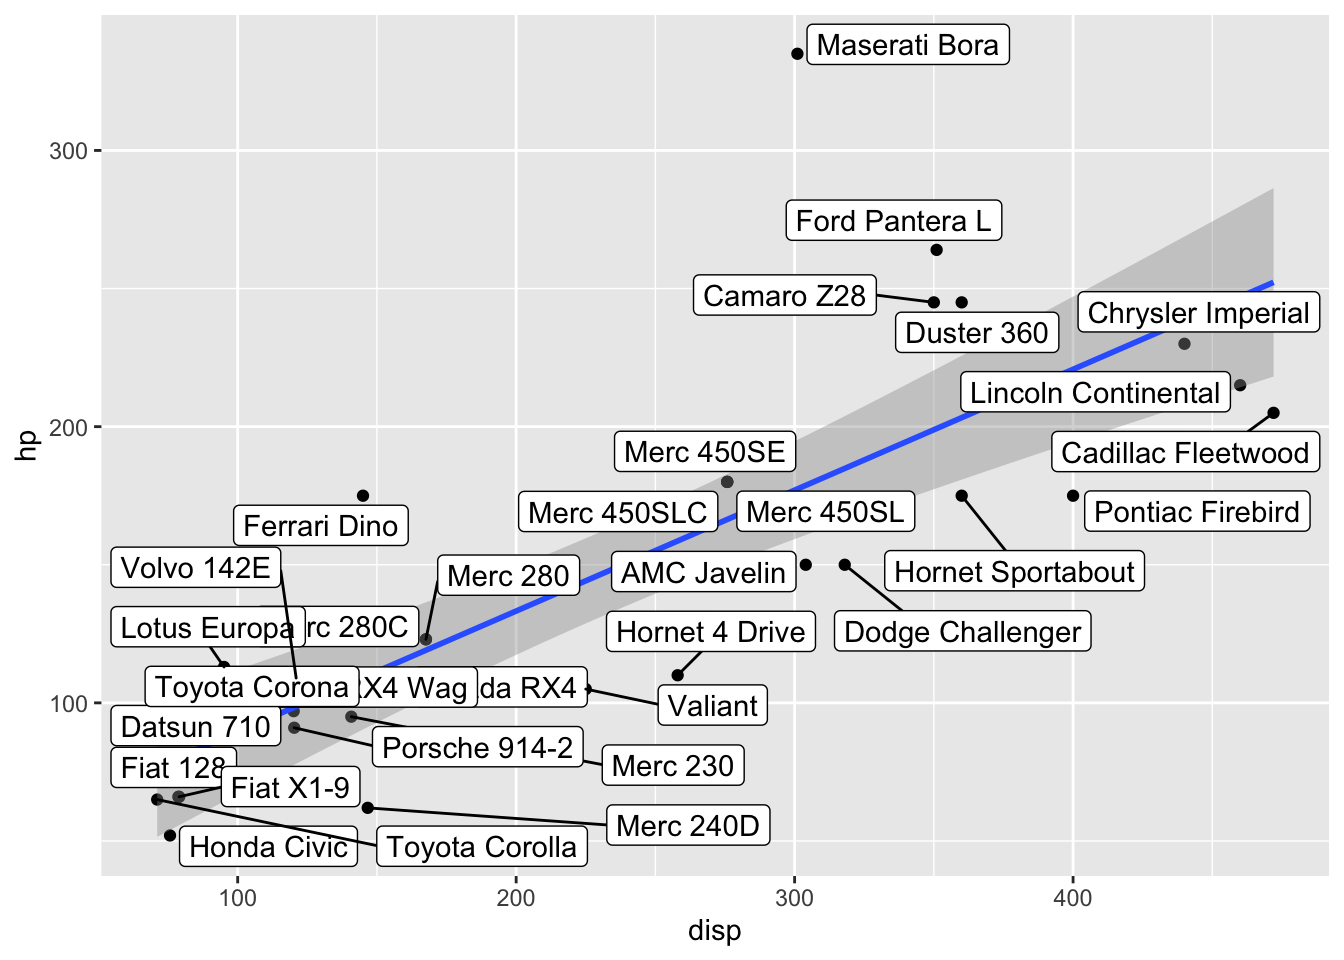 Maserati Bora
300
Ford Pantera L
Camaro Z28
Chrysler Imperial
Duster 360
Lincoln Continental
hp
200
Merc 450SE
Cadillac Fleetwood
Merc 450SLC
Merc 450SL
Pontiac Firebird
Ferrari Dino
Volvo 142E
Merc 280
AMC Javelin
Hornet Sportabout
Lotus Europa
280C
Hornet 4 Drive
Dodge Challenger
Toyota Corona
Wag
RX4
Valiant
100
Datsun 710
Porsche 914-2
Fiat 128
Merc 230
Fiat X1-9
Merc 240D
Honda Civic
Toyota Corolla
100
200
300
400
disp